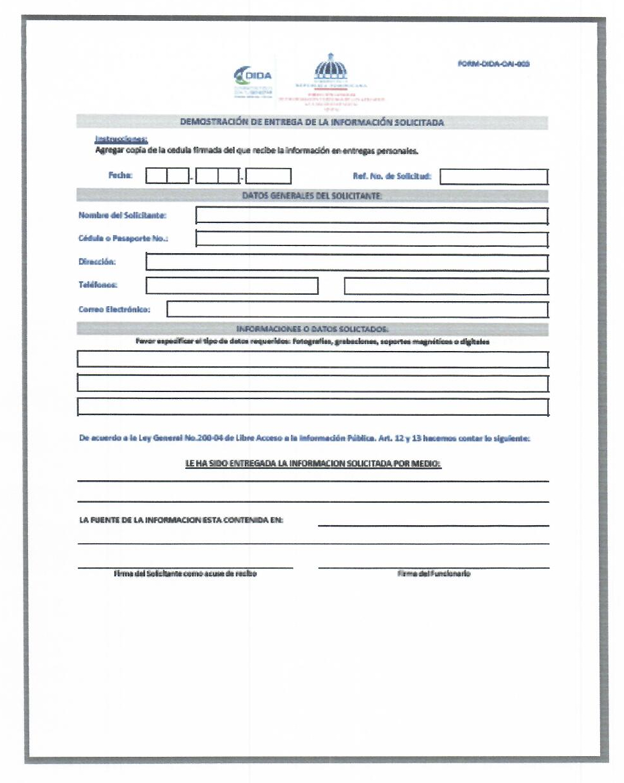 FORM-DIDA-OAI-003
DIDA
REPÚBLICA DOMINICANA
DEMOSTRACIÓN DE ENTREGA DE LA INFORMACIÓN SOLICITADA
Instrucciones:
Agregar copia de la cedula firmada del que recibe la información en entregas personales.
Fecha: - - Ref. No. de Solicitud:
DATOS GENERALES DEL SOLICITANTE:
Nombre del Solicitante:
Cédula o Pasaporte No.:
Dirección:
Teléfonos:
Correo Electrónico:
INFORMACIONES O DATOS SOLICTADOS:
Favor especificar el tipo de datos requeridos: Fotografías, grabaciones, soportes magnéticos o digitales
De acuerdo a la Ley General No.200-04 de Libre Acceso a la Información Pública. Art. 12 y 13 hacemos contar lo siguiente:
LE HA SIDO ENTREGADA LA INFORMACION SOLICITADA POR MEDIO:
LA FUENTE DE LA INFORMACION ESTA CONTENIDA EN:
Firma del Solicitante como acuse de recibo Firma del Funcionario